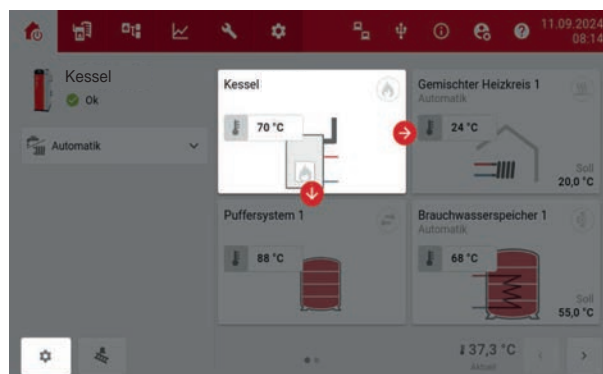 11.09.2024
08:14
Kessel
Ok
Automatik
Kessel
70 °C
Gemischter Heizkreis 1
Automatik
24 °C
Soll
20,0 °C
Puffersystem 1
88 °C
Brauchwasserspeicher 1
Automatik
68 °C
Soll
55,0 °C
37,3 °C
Aktuell